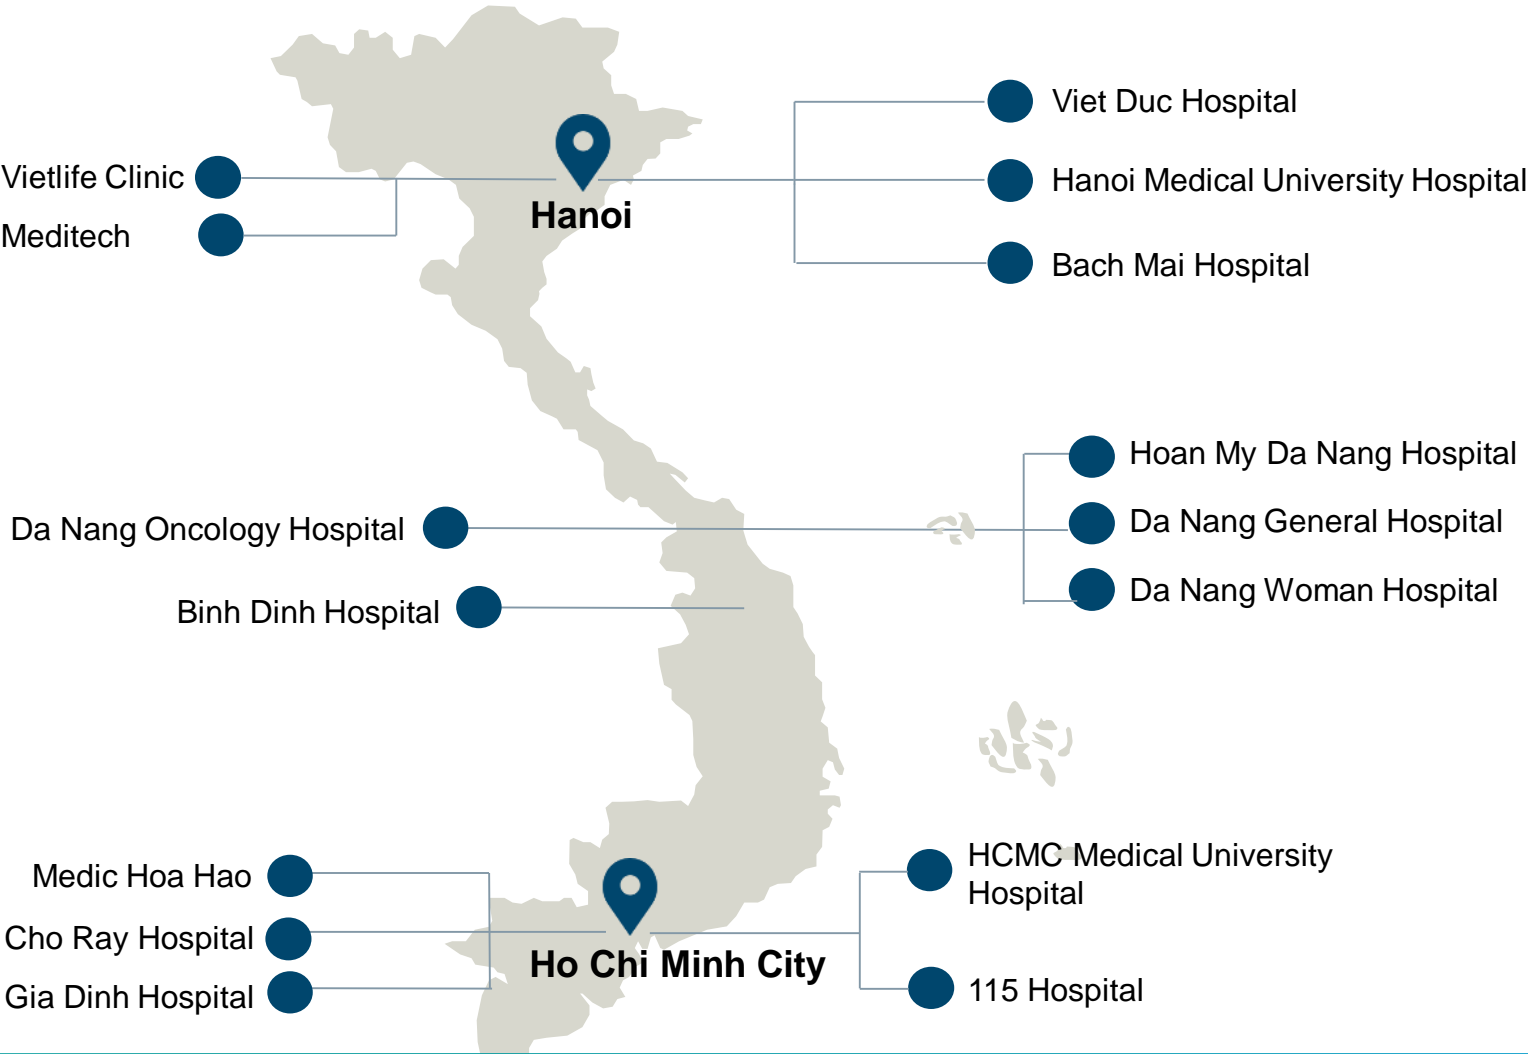 Viet Duc Hospital
Vietlife Clinic
Hanoi Medical University Hospital
Hanoi
Meditech
Bach Mai Hospital
Hoan My Da Nang Hospital
Da Nang Oncology Hospital
Da Nang General Hospital
Da Nang Woman Hospital
Binh Dinh Hospital
HCMC Medical University
Hospital
Medic Hoa Hao
Cho Ray Hospital
Ho Chi Minh City
Gia Dinh Hospital
115 Hospital